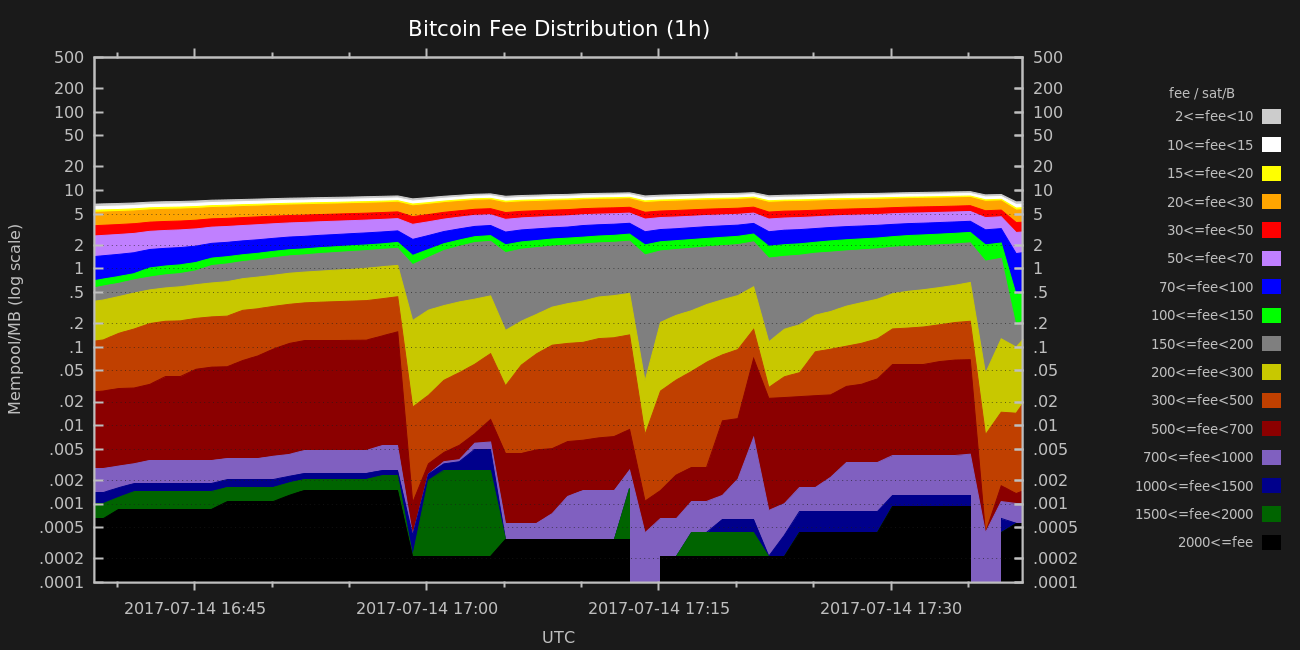 Bitcoin Fee Distribution (1h)
Mempool/MB (log scale)
500
200
100
50
20
10
5
2
1
.5
.2
.1
.05
.02
.01
.005
.002
.001
.0005
.0002
.0001
500
200
100
50
20
10
5
2
1
.5
.2
.1
.05
.02
.01
.005
.002
.001
.0005
.0002
.0001
2017-07-14 16:45
2017-07-14 17:00
2017-07-14 17:15
2017-07-14 17:30
UTC
fee / sat/B
2<=fee<10
10<=fee<15
15<=fee<20
20<=fee<30
30<=fee<50
50<=fee<70
70<=fee<100
100<=fee<150
150<=fee<200
200<=fee<300
300<=fee<500
500<=fee<700
700<=fee<1000
1000<=fee<1500
1500<=fee<2000
2000<=fee